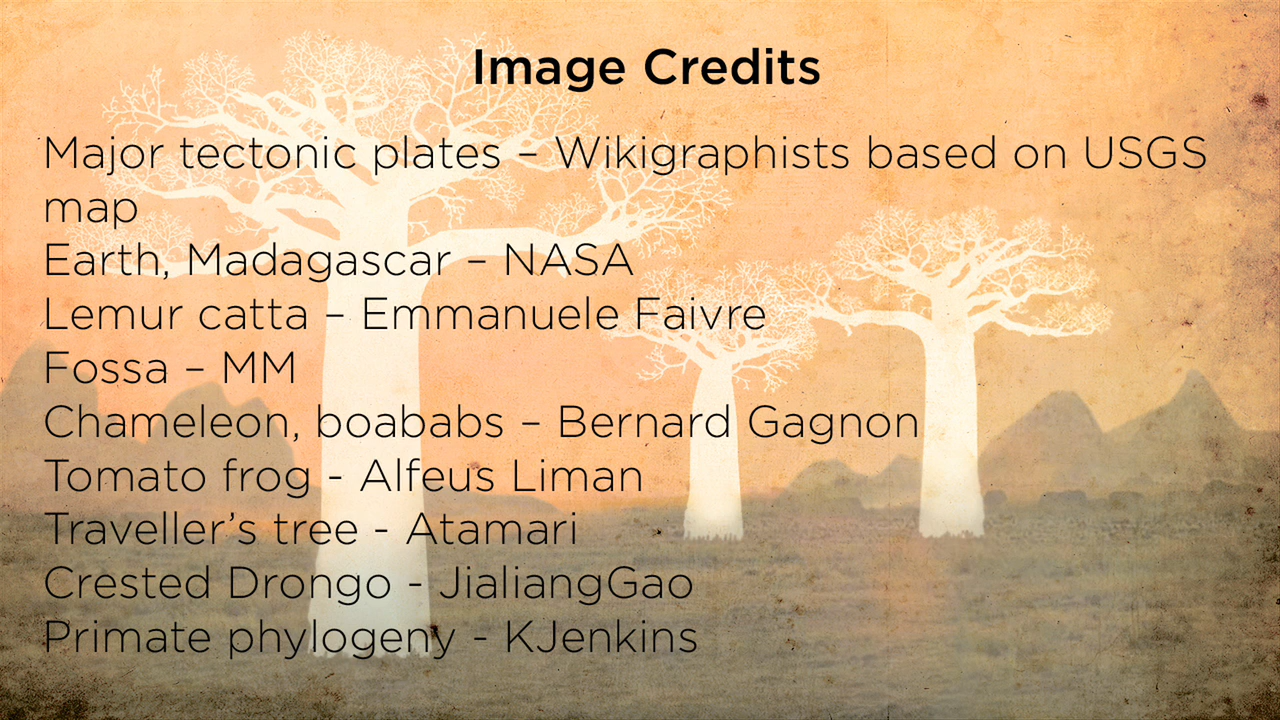 Image Credits
Major tectonic plates – Wikigraphists based on USGS
map
Earth, Madagascar – NASA
Lemur catta – Emmanuele Faivre
Fossa – MM
Chameleon, boababs – Bernard Gagnon
Tomato frog - Alfeus Liman
Traveller’s tree - Atamari
Crested Drongo - JialiangGao
Primate phylogeny - KJenkins